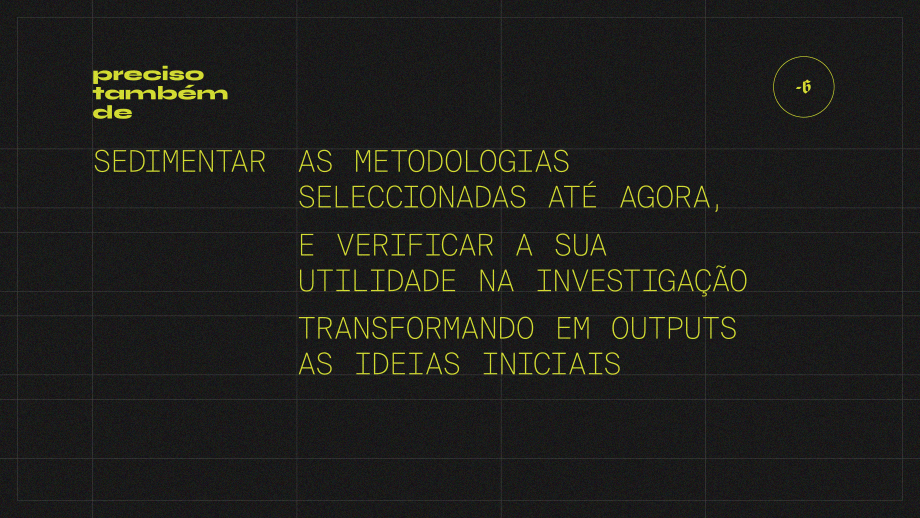 preciso
também
de
-6
SEDIMENTAR AS METODOLOGIAS
SELECCIONADAS ATÉ AGORA,
E VERIFICAR A SUA
UTILIDADE NA INVESTIGAÇÃO
TRANSFORMANDO EM OUTPUTS
AS IDEIAS INICIAIS